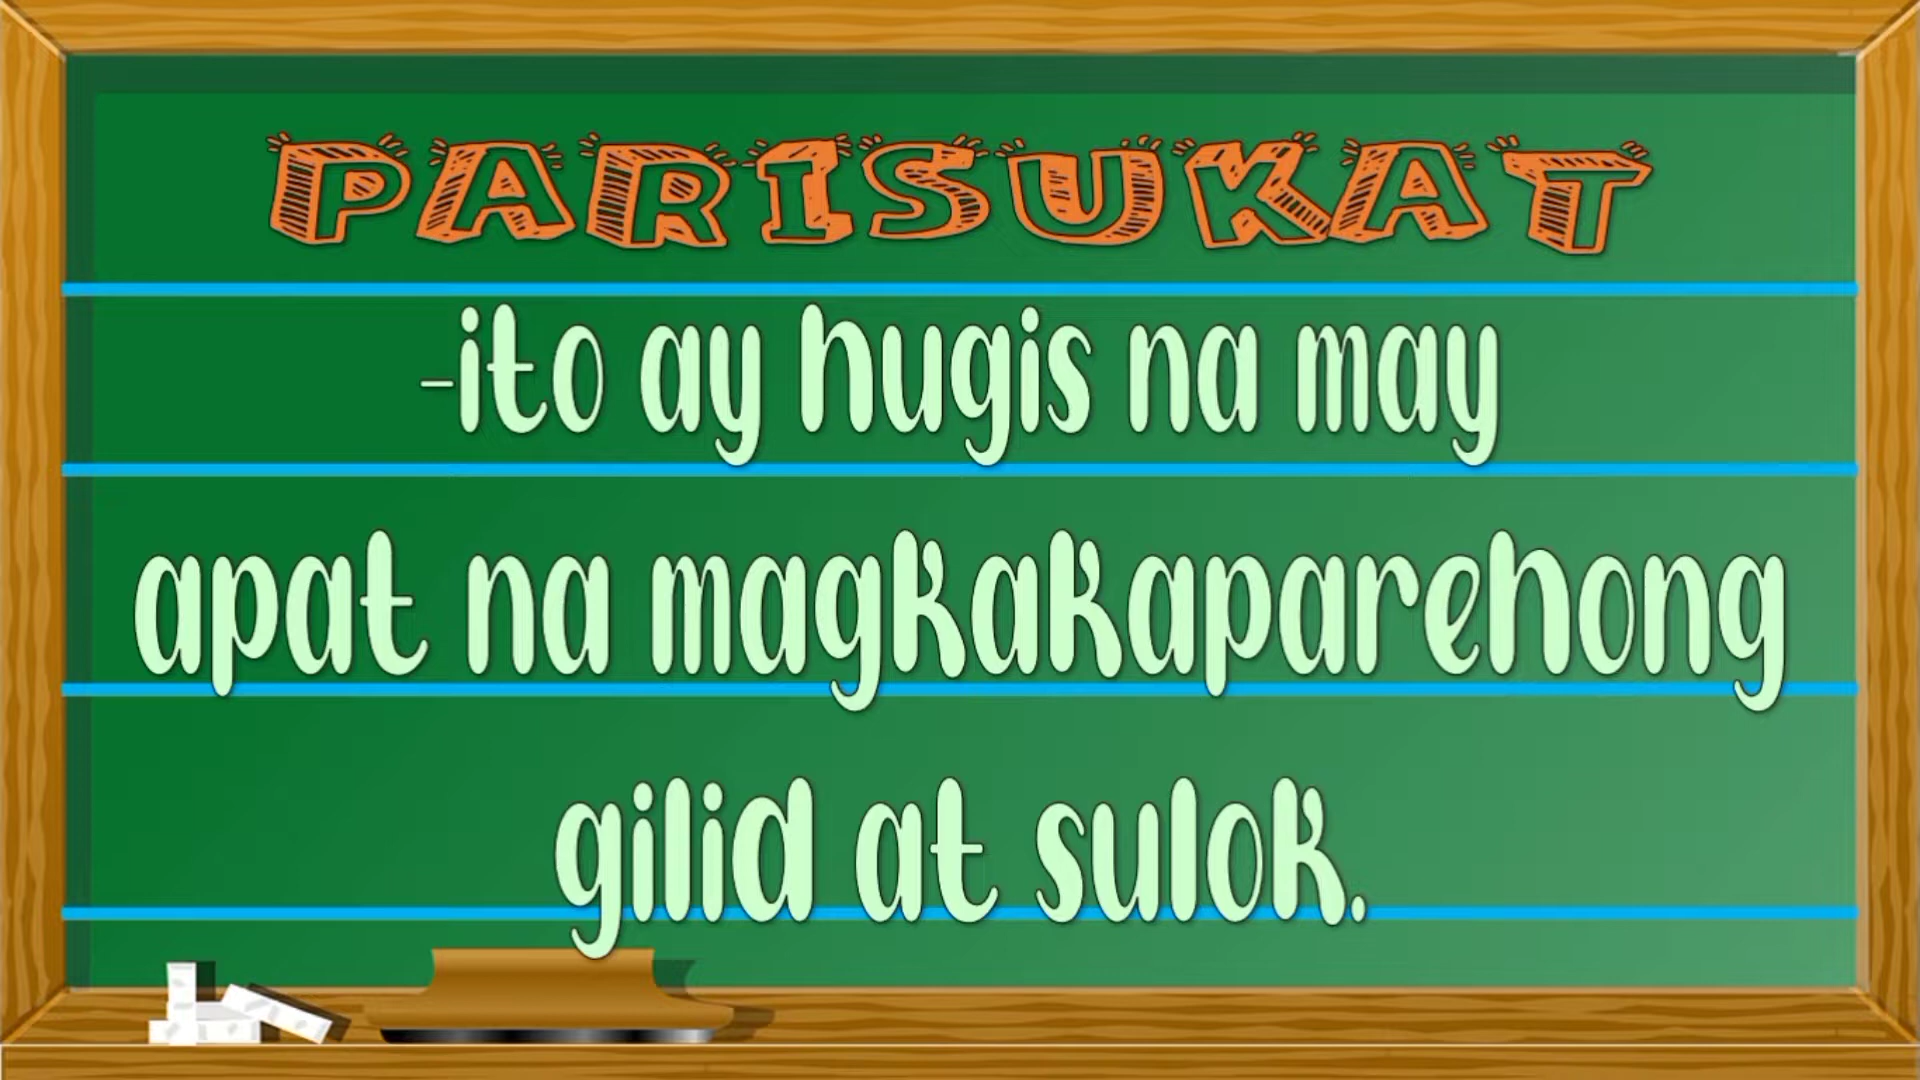 PARISUKAT
-ito ay hugis na may
apat na magkakaparehong
gilid at sulok.